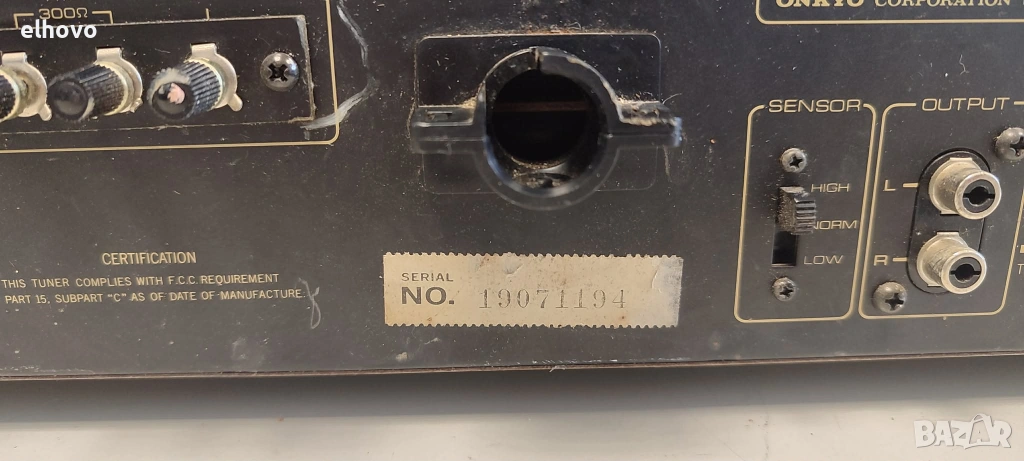 elhovo
300Ω
ONKYO CORPORATION
SENSOR
HIGH
NORM
LOW
OUTPUT
L
R
CERTIFICATION
THIS TUNER COMPLIES WITH F.C.C. REQUIREMENT
PART 15, SUBPART "C" AS OF DATE OF MANUFACTURE.
SERIAL
NO. 19071194
BAZAR